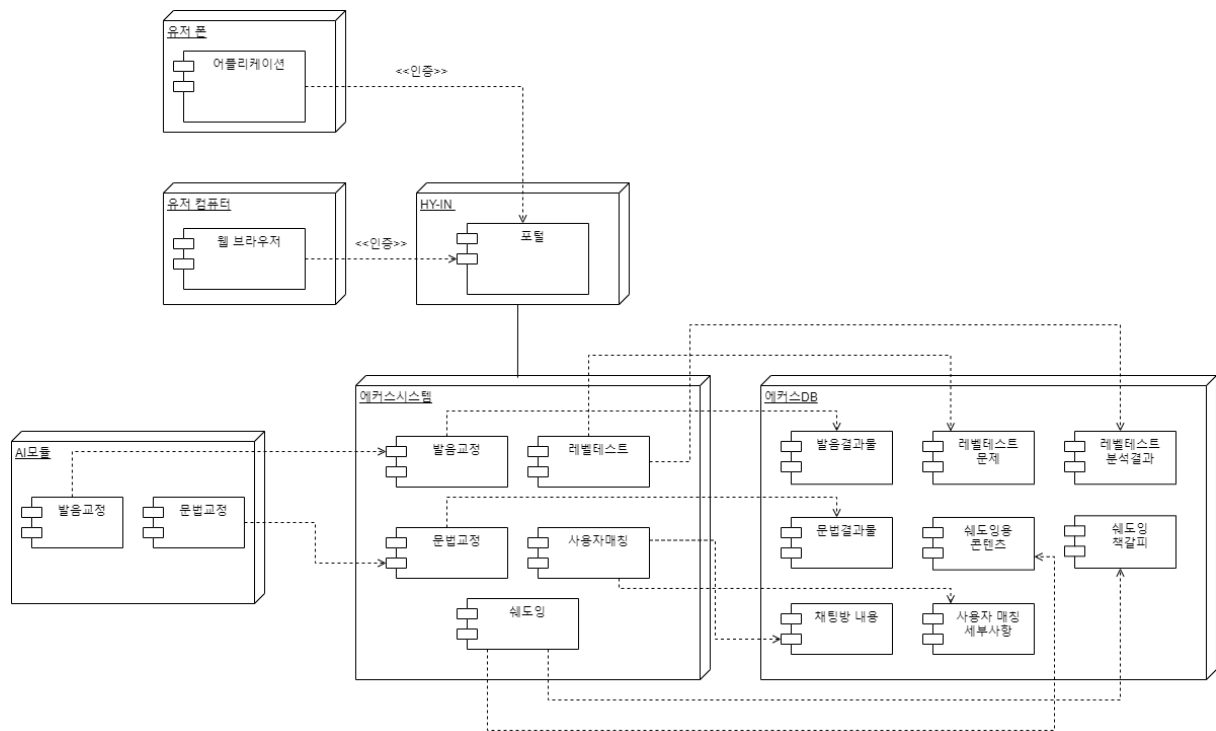 유저 폰
어플리케이션
<<인증>>
유저 컴퓨터
웹 브라우저
<<인증>>
HY-IN
포털
AI모듈
발음교정
문법교정
에커스시스템
발음교정
레벨테스트
문법교정
사용자매칭
쉐도잉
에커스DB
발음결과물
레벨테스트
문제
레벨테스트
분석결과
문법결과물
쉐도잉용
콘텐츠
쉐도잉
책갈피
채팅방 내용
사용자 매칭
세부사항